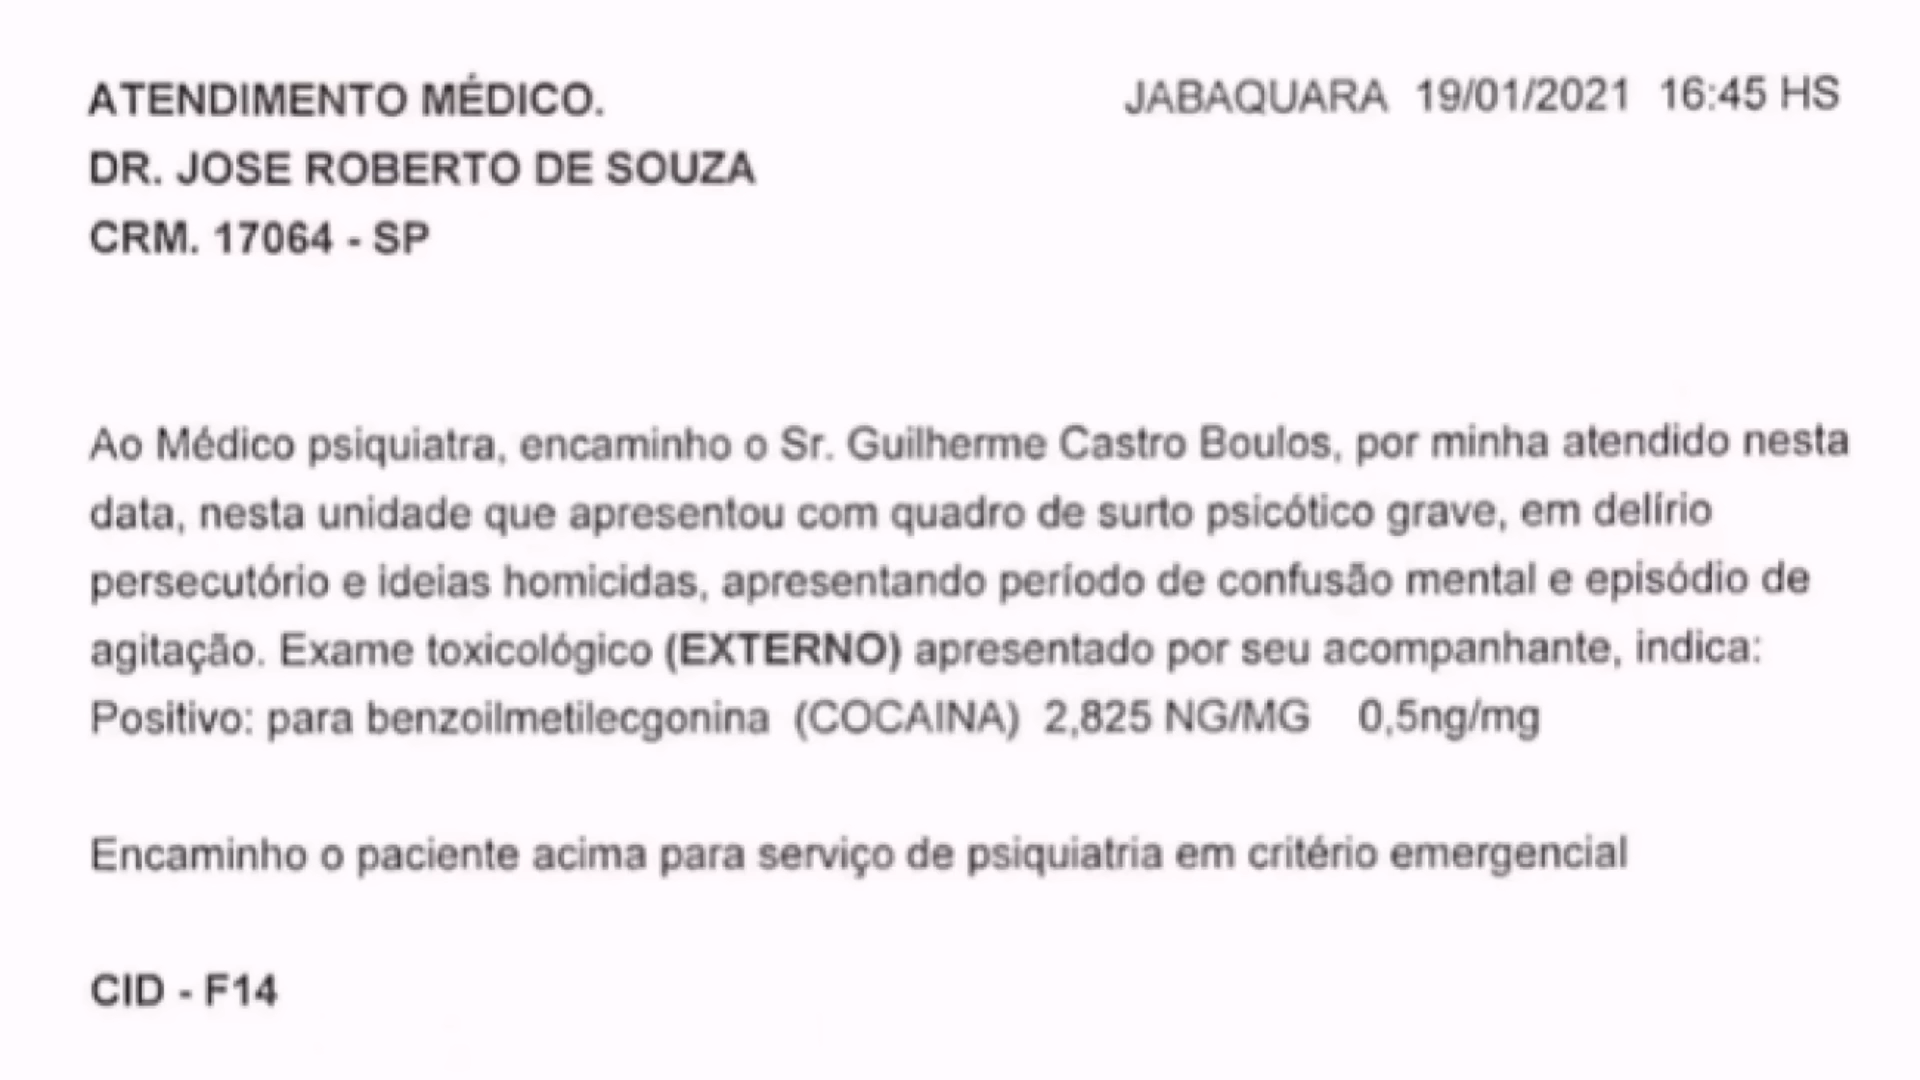 ATENDIMENTO MÉDICO. JABAQUARA 19/01/2021 16:45 HS
DR. JOSE ROBERTO DE SOUZA
CRM. 17064 - SP
Ao Médico psiquiatra, encaminho o Sr. Guilherme Castro Boulos, por minha atendido nesta
data, nesta unidade que apresentou com quadro de surto psicótico grave, em delírio
persecutório e ideias homicidas, apresentando período de confusão mental e episódio de
agitação. Exame toxicológico (EXTERNO) apresentado por seu acompanhante, indica:
Positivo: para benzoilmetilecgonina (COCAINA) 2,825 NG/MG 0,5ng/mg
Encaminho o paciente acima para serviço de psiquiatria em critério emergencial
CID - F14